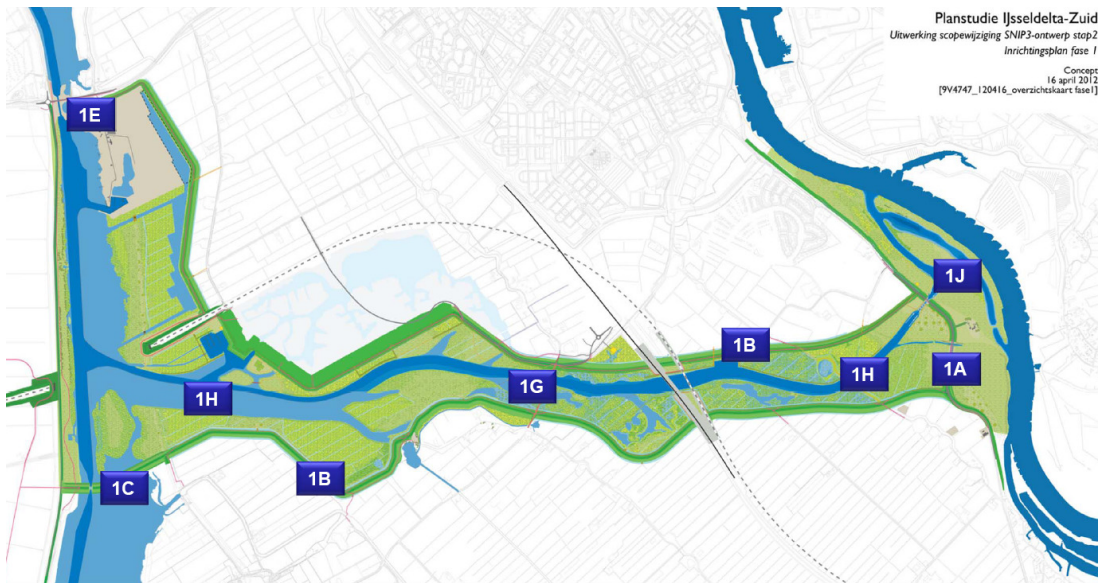 Planstudie IJsseldelta-Zuid
Uitwerking scopewijziging SNIP3-ontwerp stap2
Inrichtingsplan fase 1
Concept
16 april 2012
[9V4747_120416_overzichtskaart fase1]
1E
1J
1B
1A
1H
1G
1H
1B
1C